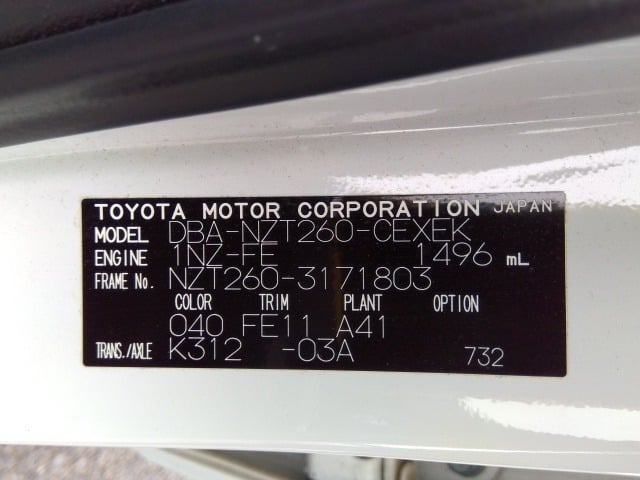 TOYOTA MOTOR CORPORATION JAPAN
MODEL DBA-NZT260-CEXEK
ENGINE 1NZ-FE 1496 mL
FRAME No. NZT260-3171803
COLOR TRIM PLANT OPTION
040 FE11 A41
TRANS./AXLE K312 -03A 732